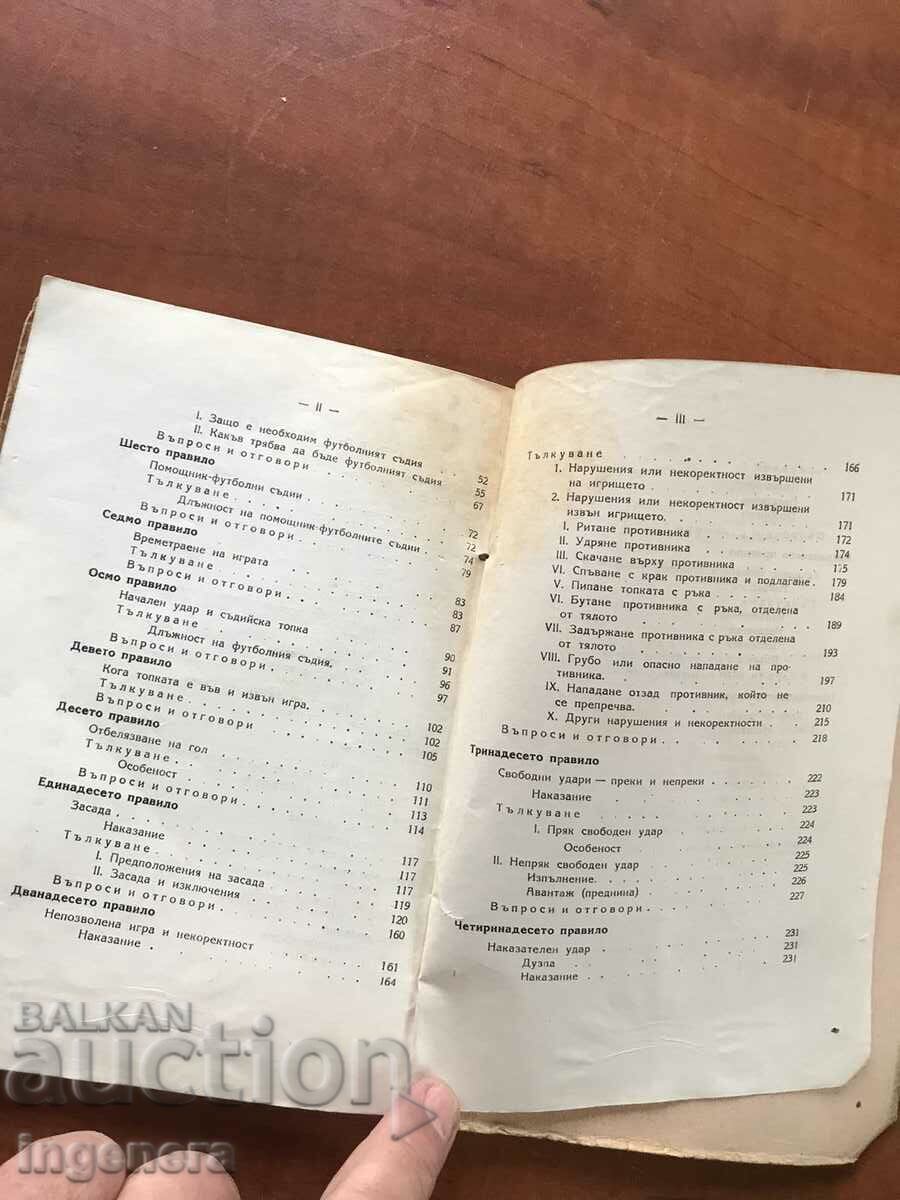 — II —
I. Защо е необходим футболният съдия
II. Какъв трябва да бъде футболният съдия . . 52
Въпроси и отговори . . . . . 55
Шесто правило . . . . . 67
Помощник-футболни съдии . . . .
Тълкуване . . . . . 72
Длъжност на помощник-футболните съдии . 72
Въпроси и отговори . . . . 74
Седмо правило . . . . . 79
Времетраене на играта
Тълкуване . . . . . 83
Въпроси и отговори . . . . 83
Осмо правило . . . . . 87
Начален удар и съдийска топка
Тълкуване . . . . . 90
Длъжност на футболния съдия. . . . 91
Въпроси и отговори. . . . . 96
Девето правило . . . . . 97
Кога топката е във и извън игра. . . .
Тълкуване. . . . . 102
Въпроси и отговори . . . . 102
Десето правило . . . . . 105
Отбелязване на гол
Тълкуване. . . . . 110
Особеност . . . . . 111
Въпроси и отговори. . . . . 113
Единадесето правило . . . . . 114
Засада . . . . .
Наказание . . . . . 117
Тълкуване . . . . . 117
I. Предположения на засада . . . . 117
II. Засада и изключения . . . . 119
Въпроси и отговори . . . . 120
Дванадесето правило . . . . . 160
Непозволена игра и некоректност . . . . 161
Наказание . . . . . 164
— III —
Тълкуване . . . . . 166
1. Нарушения или некоректност извършени
на игрището . . . . . 171
2. Нарушения или некоректност извършени
извън игрището. . . . . 171
I. Ритане противника . . . . 172
II. Удряне противника . . . . 174
III. Скачане върху противника . . . 175
VI. Спъване с крак противника и подлагане. 179
V. Пипане топката с ръка . . . 184
VI. Бутане противника с ръка, отделена
от тялото . . . . . 189
VII. Задържане противника с ръка отделена
от тялото . . . . . 193
VIII. Грубо или опасно нападане на про-
тивника. . . . . 197
IX. Нападане отзад противник, който не
се препречва. . . . . 210
X. Други нарушения и некоректности . 215
Въпроси и отговори. . . . . 218
Тринадесето правило
Свободни удари — преки и непреки . . . 222
Наказание . . . . . 223
Тълкуване . . . . . 223
I. Пряк свободен удар . . . . 224
Особеност . . . . . 224
II. Непряк свободен удар . . . . 225
Изпълнение. . . . . 225
Авантаж (преднина) . . . . 226
Въпроси и отговори. . . . . 227
Четиринадесето правило
Наказателен удар . . . . . 231
Дузпа . . . . . 231
Наказание . . . . . 231
BALKAN
auction
ingenera